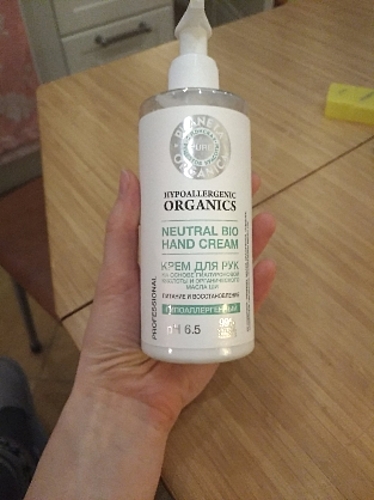 PLANETA
PURE
ORGANICA
HYPOALLERGENIC
ORGANICS
NEUTRAL BIO
HAND CREAM
КРЕМ ДЛЯ РУК
НА ОСНОВЕ ГИАЛУРОНОВОЙ
КИСЛОТЫ И ОРГАНИЧЕСКОГО
МАСЛА ШИ
ПИТАНИЕ И ВОССТАНОВЛЕНИЕ
ГИПОАЛЛЕРГЕННЫЙ
pH 6.5
PROFESSIONAL